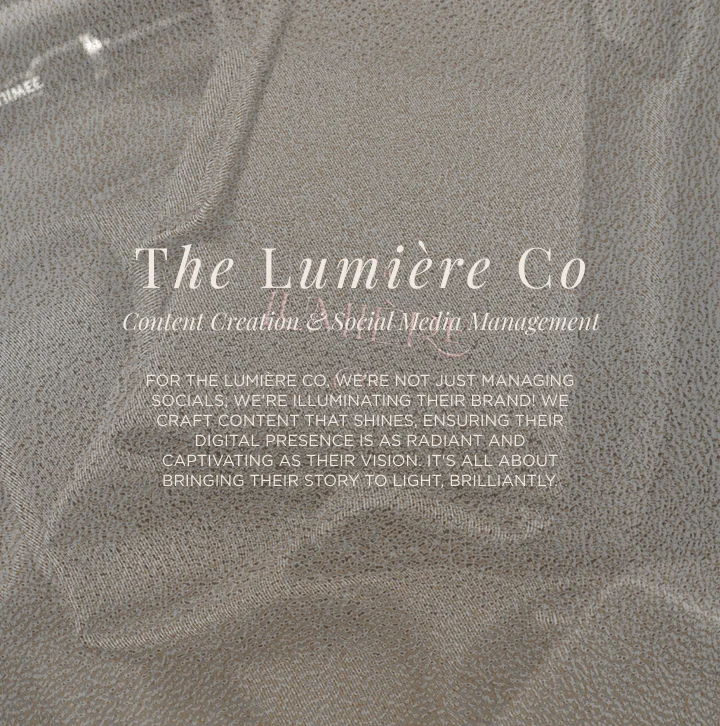 The Lumière Co
Content Creation & Social Media Management
FOR THE LUMIÈRE CO, WE'RE NOT JUST MANAGING
SOCIALS; WE'RE ILLUMINATING THEIR BRAND! WE
CRAFT CONTENT THAT SHINES, ENSURING THEIR
DIGITAL PRESENCE IS AS RADIANT AND
CAPTIVATING AS THEIR VISION. IT'S ALL ABOUT
BRINGING THEIR STORY TO LIGHT, BRILLIANTLY.